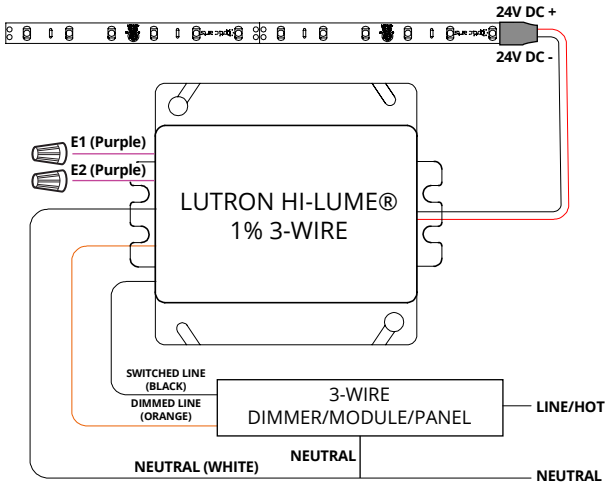 24V DC +
24V DC -
E1 (Purple)
E2 (Purple)
LUTRON HI-LUME®
1% 3-WIRE
SWITCHED LINE
(BLACK)
DIMMED LINE
(ORANGE)
3-WIRE
DIMMER/MODULE/PANEL
LINE/HOT
NEUTRAL
NEUTRAL (WHITE)
NEUTRAL